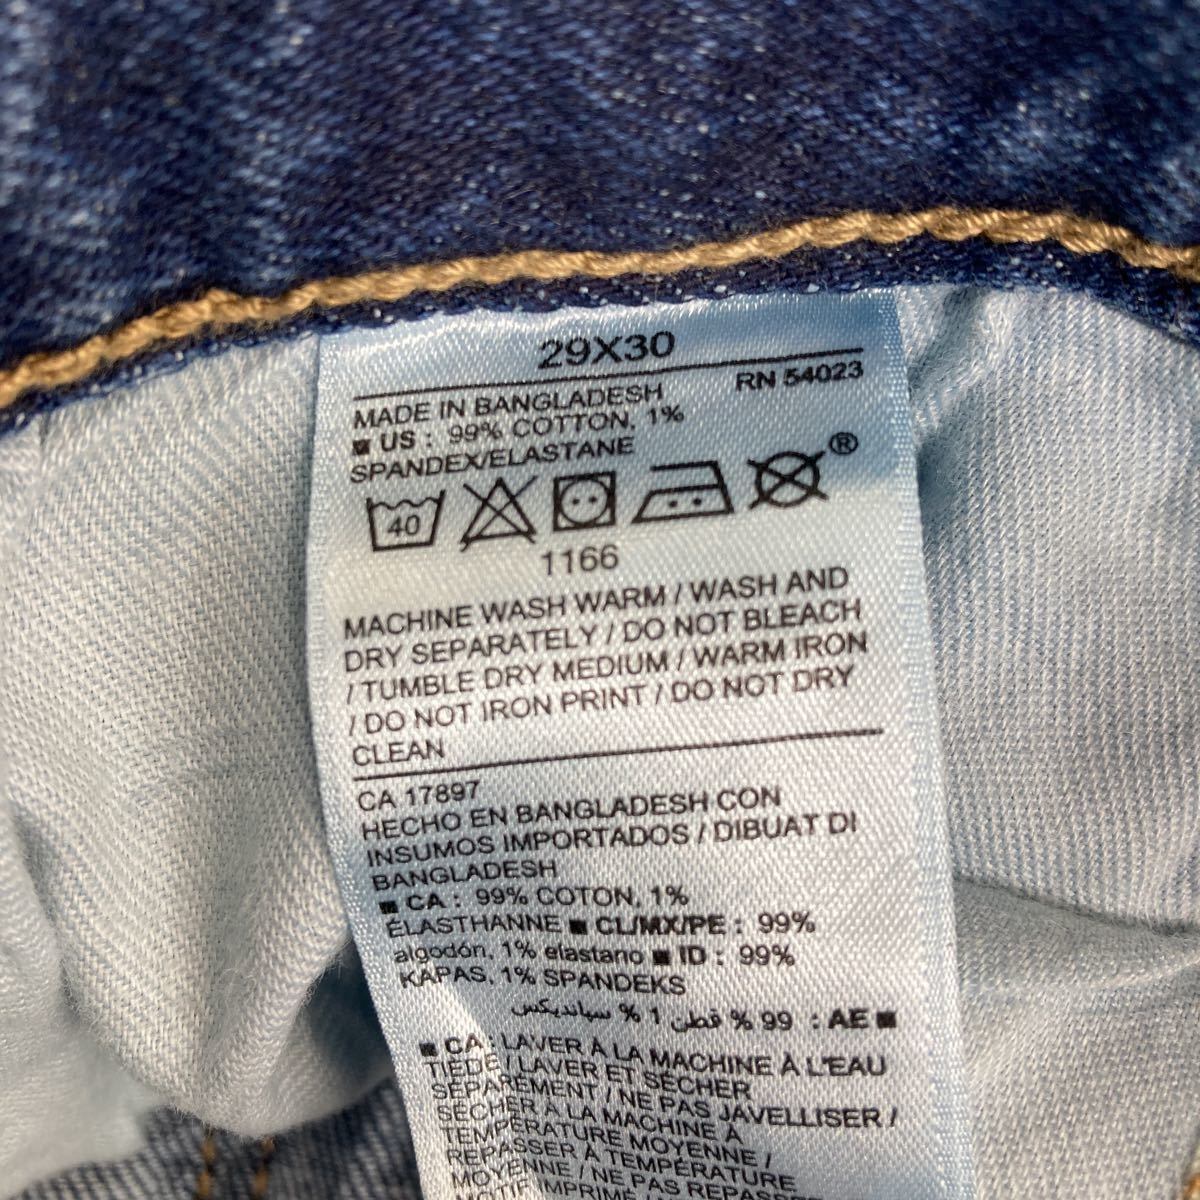 29X30
RN 54023
MADE IN BANGLADESH
■ US : 99% COTTON, 1%
SPANDEX/ELASTANE
40
®
1166
MACHINE WASH WARM / WASH AND
DRY SEPARATELY / DO NOT BLEACH
/ TUMBLE DRY MEDIUM / WARM IRON
/ DO NOT IRON PRINT / DO NOT DRY
CLEAN
CA 17897
HECHO EN BANGLADESH CON
INSUMOS IMPORTADOS / DIBUAT DI
BANGLADESH
■ CA : 99% COTON, 1%
ÉLASTHANNE ■ CL/MX/PE : 99%
algodón, 1% elastano ■ ID : 99%
KAPAS, 1% SPANDEKS
■ AE : 99 % قطن 1 % سبانديكس
■ CA: LAVER À LA MACHINE À L'EAU
TIÈDE / LAVER ET SÉCHER
SÉPARÉMENT / NE PAS JAVELLISER /
SÉCHER À LA MACHINE À
TEMPÉRATURE MOYENNE /
REPASSER À TEMPÉRATURE
MOYENNE / NE PAS REPASSER
MOTIF IMPRIMÉ